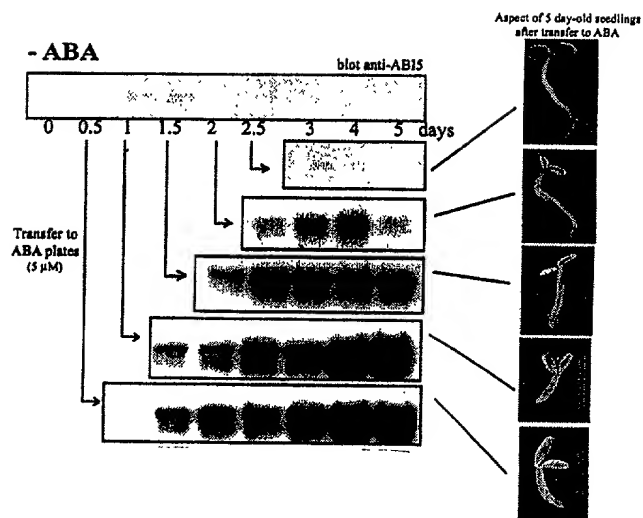 Aspect of 5 day-old seedlings
after transfer to ABA
- ABA
blot anti-ABI5
0 0.5 1 1.5 2 2.5 3 4 5 days
Transfer to
ABA plates
(5 µM)